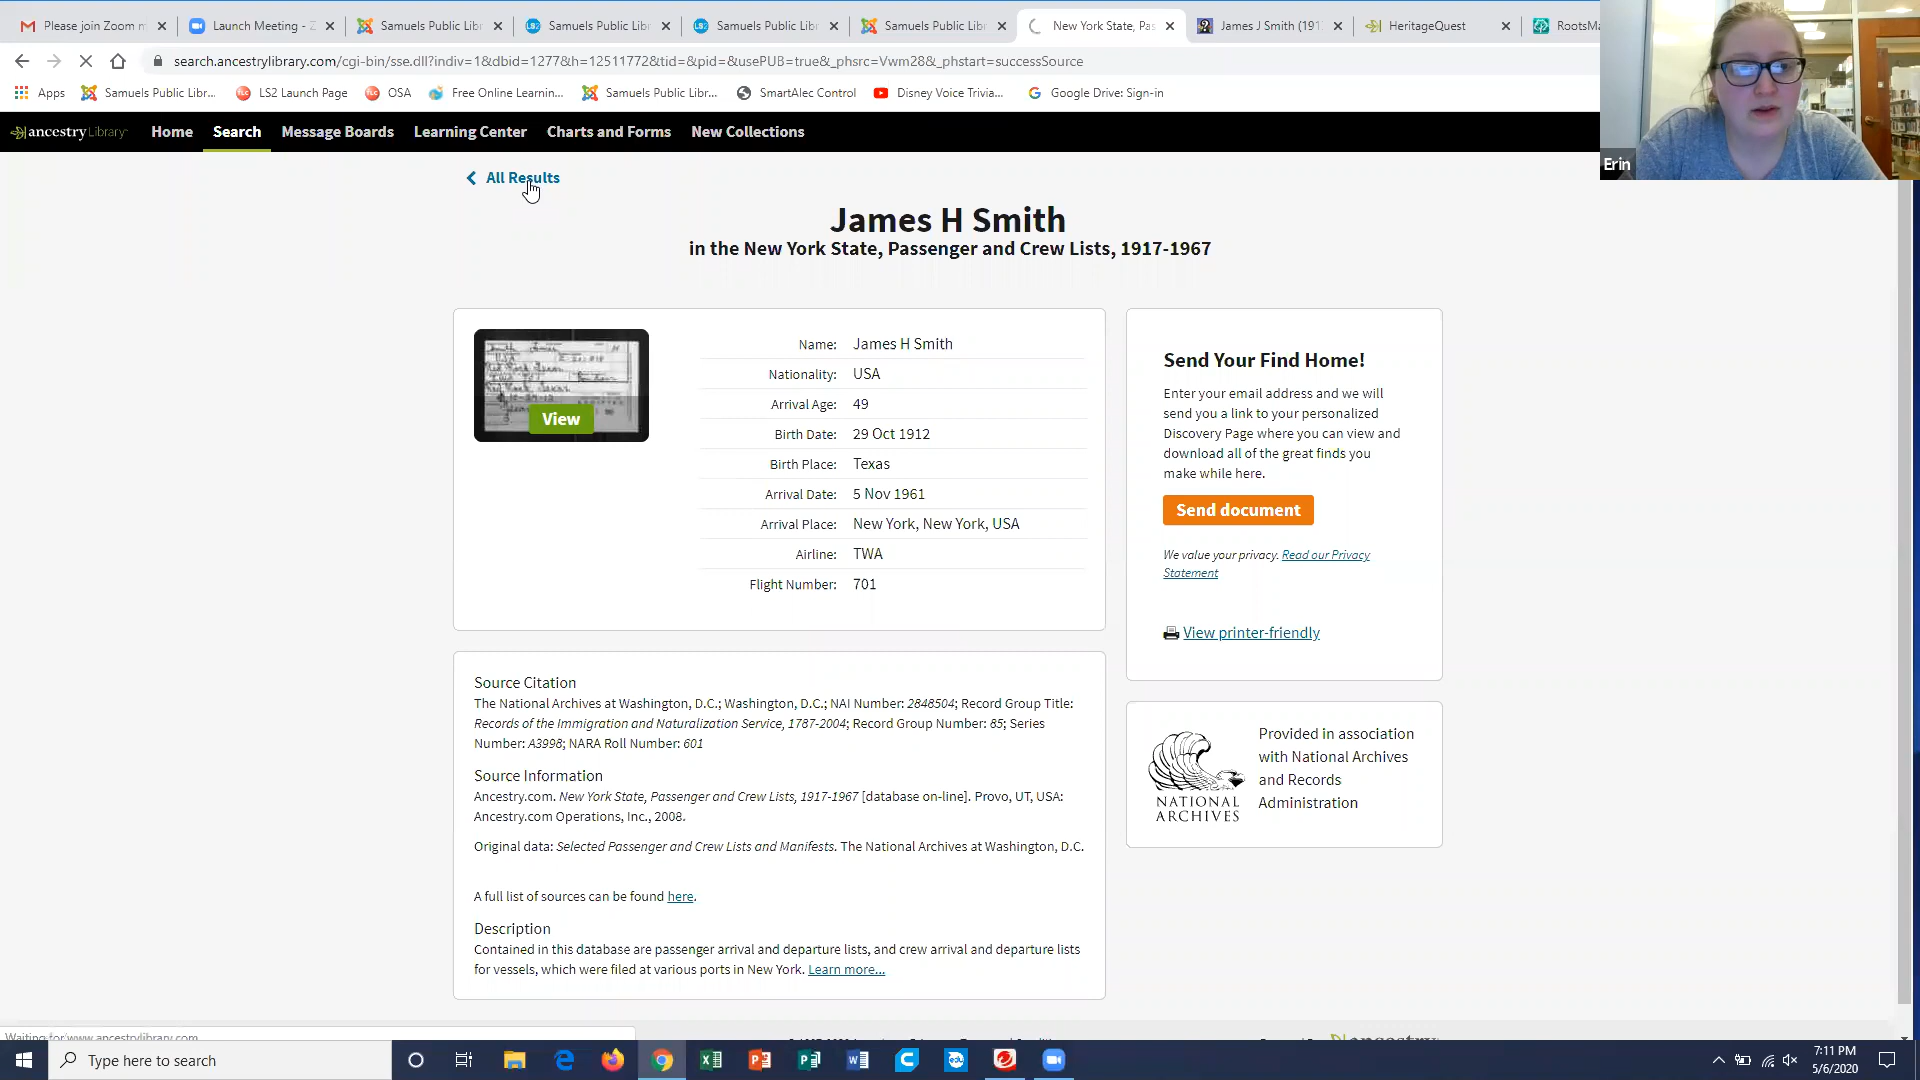 Please join Zoom m
Launch Meeting - Z
Samuels Public Libr
Samuels Public Libr
Samuels Public Libr
Samuels Public Libr
New York State, Pas
James J Smith (191
HeritageQuest
RootsMa
search.ancestrylibrary.com/cgi-bin/sse.dll?indiv=1&dbid=1277&h=12511772&tid=&pid=&usePUB=true&_phsrc=Vwm28&_phstart=successSource
Apps
Samuels Public Libr...
LS2 Launch Page
OSA
Free Online Learnin...
Samuels Public Libr...
SmartAlec Control
Disney Voice Trivia...
Google Drive: Sign-in
ancestryLibrary
Home
Search
Message Boards
Learning Center
Charts and Forms
New Collections
Erin
All Results
James H Smith
in the New York State, Passenger and Crew Lists, 1917-1967
View
Name: James H Smith
Nationality: USA
Arrival Age: 49
Birth Date: 29 Oct 1912
Birth Place: Texas
Arrival Date: 5 Nov 1961
Arrival Place: New York, New York, USA
Airline: TWA
Flight Number: 701
Send Your Find Home!
Enter your email address and we will
send you a link to your personalized
Discovery Page where you can view and
download all of the great finds you
make while here.
Send document
We value your privacy. Read our Privacy
Statement
View printer-friendly
Source Citation
The National Archives at Washington, D.C.; Washington, D.C.; NAI Number: 2848504; Record Group Title:
Records of the Immigration and Naturalization Service, 1787-2004; Record Group Number: 85; Series
Number: A3998; NARA Roll Number: 601
Source Information
Ancestry.com. New York State, Passenger and Crew Lists, 1917-1967 [database on-line]. Provo, UT, USA:
Ancestry.com Operations, Inc., 2008.
Original data: Selected Passenger and Crew Lists and Manifests. The National Archives at Washington, D.C.
A full list of sources can be found here.
Description
Contained in this database are passenger arrival and departure lists, and crew arrival and departure lists
for vessels, which were filed at various ports in New York. Learn more...
NATIONAL
ARCHIVES
Provided in association
with National Archives
and Records
Administration
Waiting for www.ancestrylibrary.com
Type here to search
7:11 PM
5/6/2020